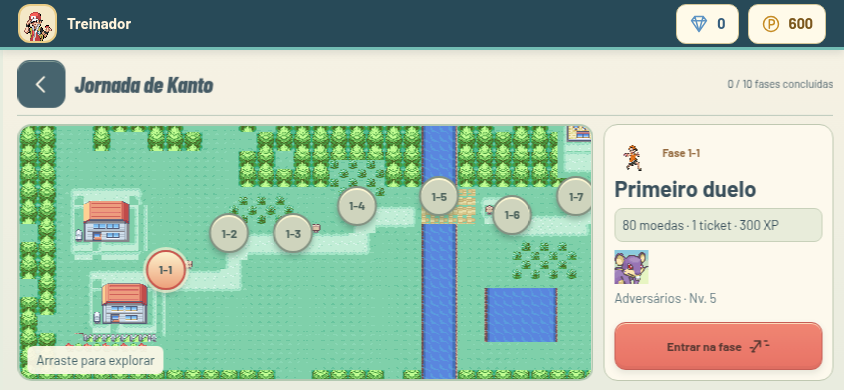 Treinador
0
600
Jornada de Kanto
0 / 10 fases concluídas
1-1
1-2
1-3
1-4
1-5
1-6
1-7
Arraste para explorar
Fase 1-1
Primeiro duelo
80 moedas · 1 ticket · 300 XP
Adversários · Nv. 5
Entrar na fase